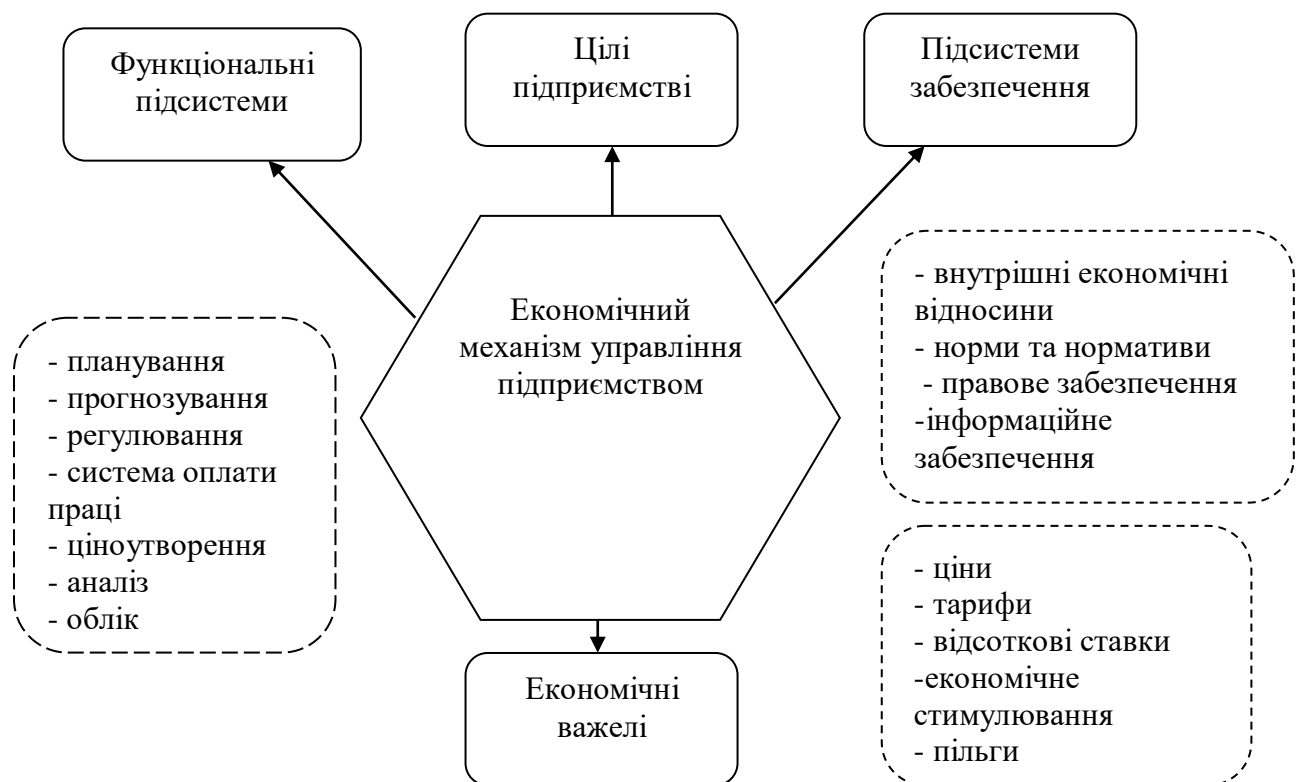 Функціональні
підсистеми
Цілі
підприємстві
Підсистеми
забезпечення
Економічний
механізм управління
підприємством
- планування
- прогнозування
- регулювання
- система оплати
праці
- ціноутворення
- аналіз
- облік
- внутрішні економічні
відносини
- норми та нормативи
- правове забезпечення
-інформаційне
забезпечення
- ціни
- тарифи
- відсоткові ставки
-економічне
стимулювання
- пільги
Економічні
важелі